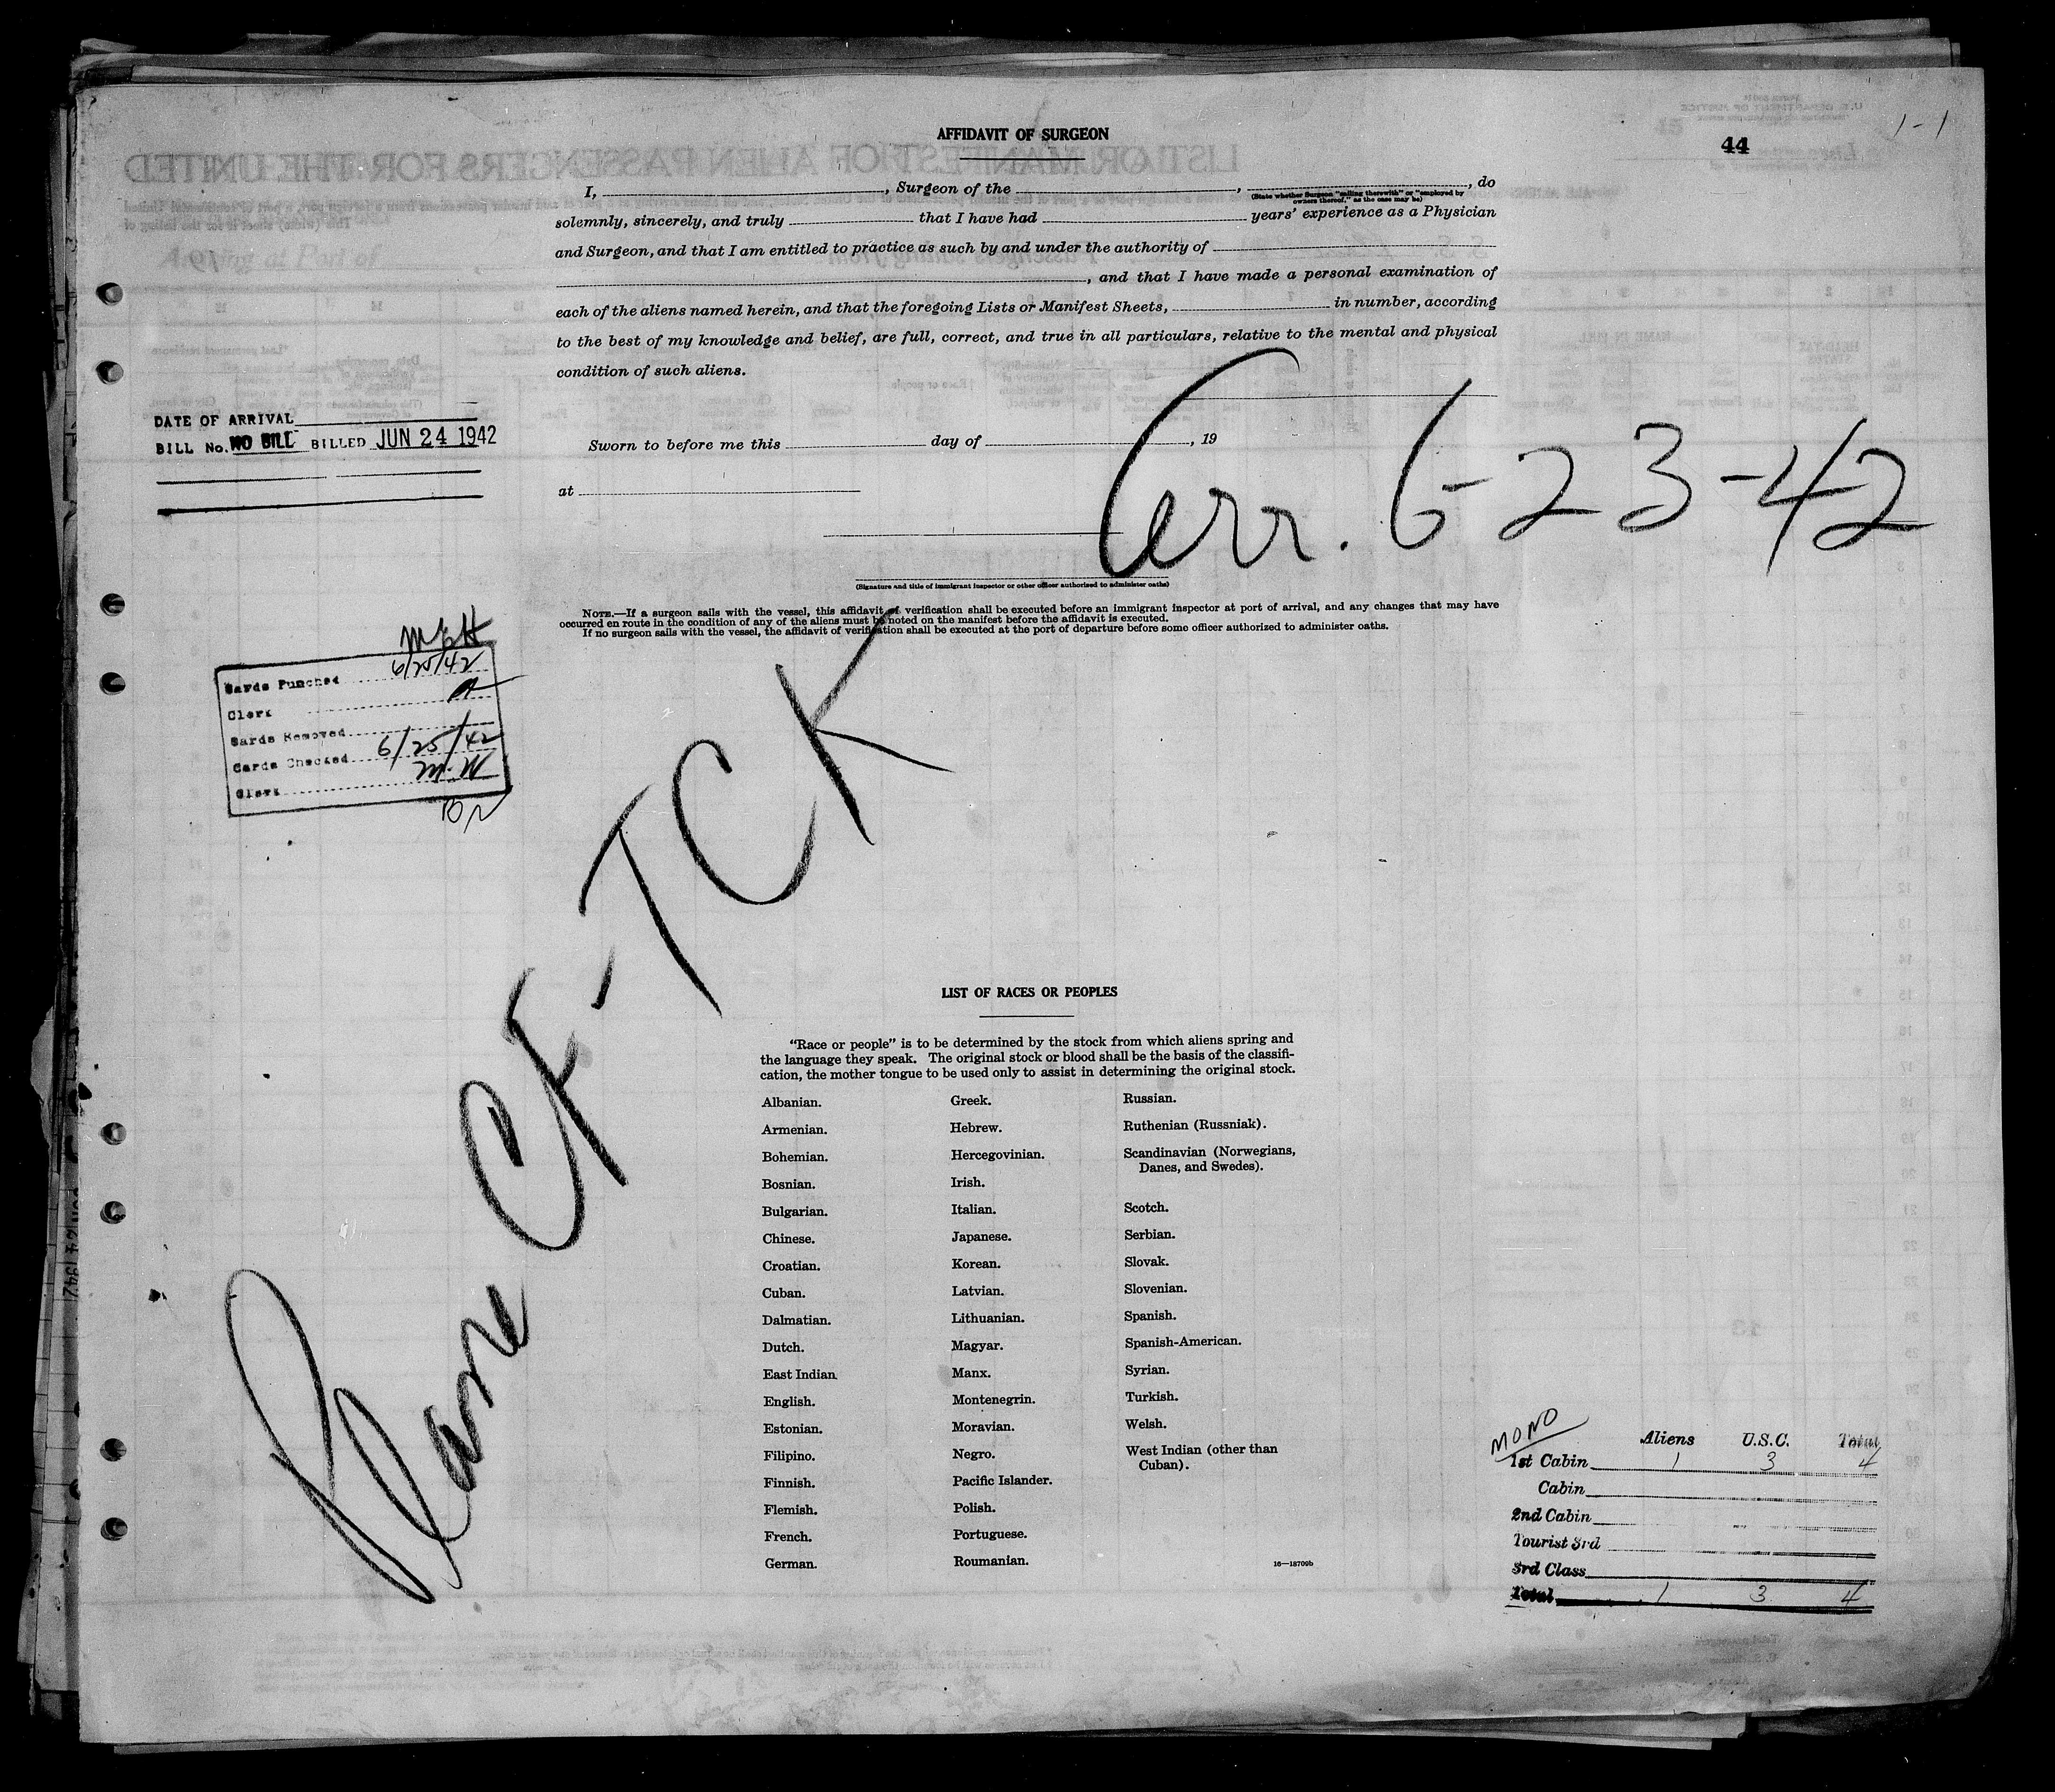 AFFIDAVIT OF SURGEON
44
1-1
I, , Surgeon of the , , do
(State whether Surgeon "sailing therewith" or "employed by
owners thereof," as the case may be)
solemnly, sincerely, and truly that I have had years' experience as a Physician
and Surgeon, and that I am entitled to practice as such by and under the authority of
, and that I have made a personal examination of
each of the aliens named herein, and that the foregoing Lists or Manifest Sheets, in number, according
to the best of my knowledge and belief, are full, correct, and true in all particulars, relative to the mental and physical
condition of such aliens.
DATE OF ARRIVAL
BILL No. NO BILL BILLED JUN 24 1942
Sworn to before me this day of , 19
at
arr. 6-23-42
(Signature and title of immigrant inspector or other officer authorized to administer oaths)
NOTE.—If a surgeon sails with the vessel, this affidavit of verification shall be executed before an immigrant inspector at port of arrival, and any changes that may have
occurred en route in the condition of any of the aliens must be noted on the manifest before the affidavit is executed.
If no surgeon sails with the vessel, the affidavit of verification shall be executed at the port of departure before some officer authorized to administer oaths.
Cards Punched 6/25/42
Clerk
Cards Removed
Cards Checked 6/25/42
Clerk M.W
Plane CF-TCK
LIST OF RACES OR PEOPLES
"Race or people" is to be determined by the stock from which aliens spring and
the language they speak. The original stock or blood shall be the basis of the classifi-
cation, the mother tongue to be used only to assist in determining the original stock.
Albanian.
Armenian.
Bohemian.
Bosnian.
Bulgarian.
Chinese.
Croatian.
Cuban.
Dalmatian.
Dutch.
East Indian
English.
Estonian.
Filipino.
Finnish.
Flemish.
French.
German.
Greek.
Hebrew.
Hercegovinian.
Irish.
Italian.
Japanese.
Korean.
Latvian.
Lithuanian.
Magyar.
Manx.
Montenegrin.
Moravian.
Negro.
Pacific Islander.
Polish.
Portuguese.
Roumanian.
Russian.
Ruthenian (Russniak).
Scandinavian (Norwegians,
Danes, and Swedes).
Scotch.
Serbian.
Slovak.
Slovenian.
Spanish.
Spanish-American.
Syrian.
Turkish.
Welsh.
West Indian (other than
Cuban).
16—18709b
MONO
Aliens U.S.C. Total
1st Cabin 1 3 4
Cabin
2nd Cabin
Tourist 3rd
3rd Class
Total 1 3 4